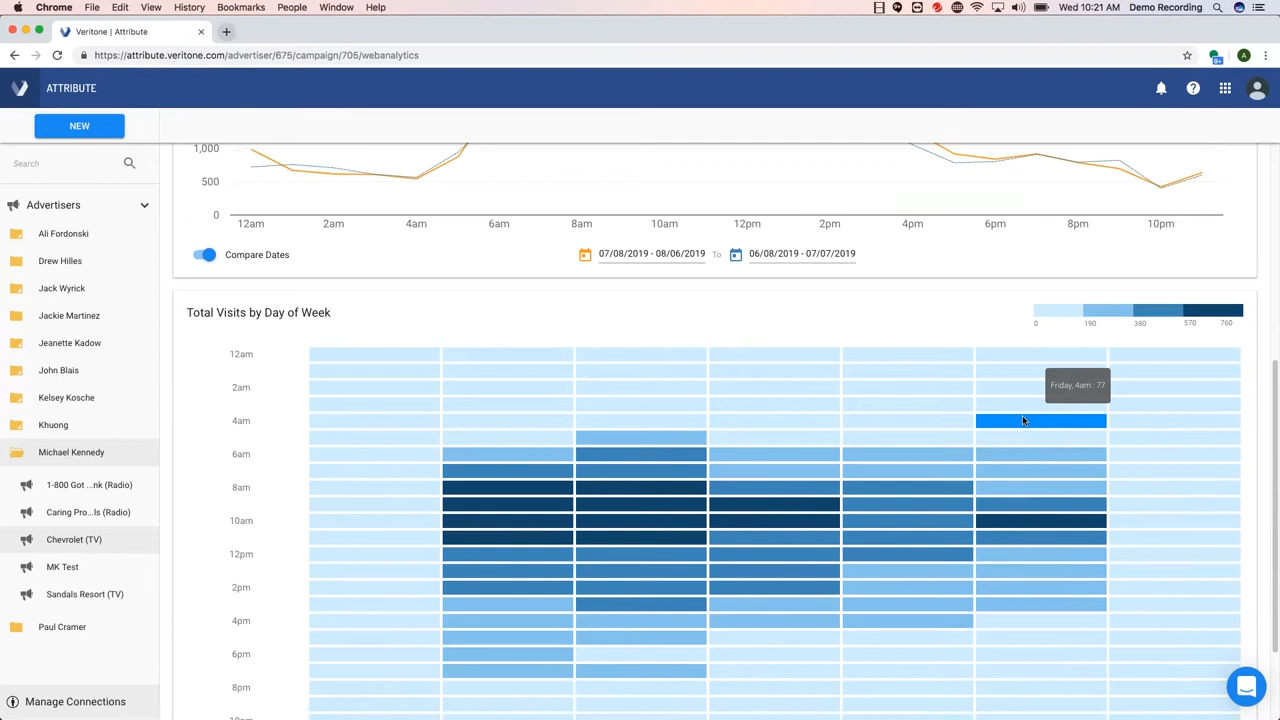 Chrome File Edit View History Bookmarks People Window Help Wed 10:21 AM Demo Recording
Veritone | Attribute
https://attribute.veritone.com/advertiser/675/campaign/705/webanalytics
ATTRIBUTE
NEW
Search
Advertisers
Ali Fordonski
Drew Hilles
Jack Wyrick
Jackie Martinez
Jeanette Kadow
John Blais
Kelsey Kosche
Khuong
Michael Kennedy
1-800 Got ...nk (Radio)
Caring Pro...ls (Radio)
Chevrolet (TV)
MK Test
Sandals Resort (TV)
Paul Cramer
Manage Connections
1,000
500
0
12am 2am 4am 6am 8am 10am 12pm 2pm 4pm 6pm 8pm 10pm
Compare Dates 07/08/2019 - 08/06/2019 To 06/08/2019 - 07/07/2019
Total Visits by Day of Week
0 190 380 570 760
12am
2am
Friday, 4am : 77
4am
6am
8am
10am
12pm
2pm
4pm
6pm
8pm